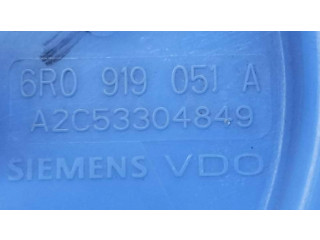 6R0 919 051 A
A2C53304849
SIEMENS VDO